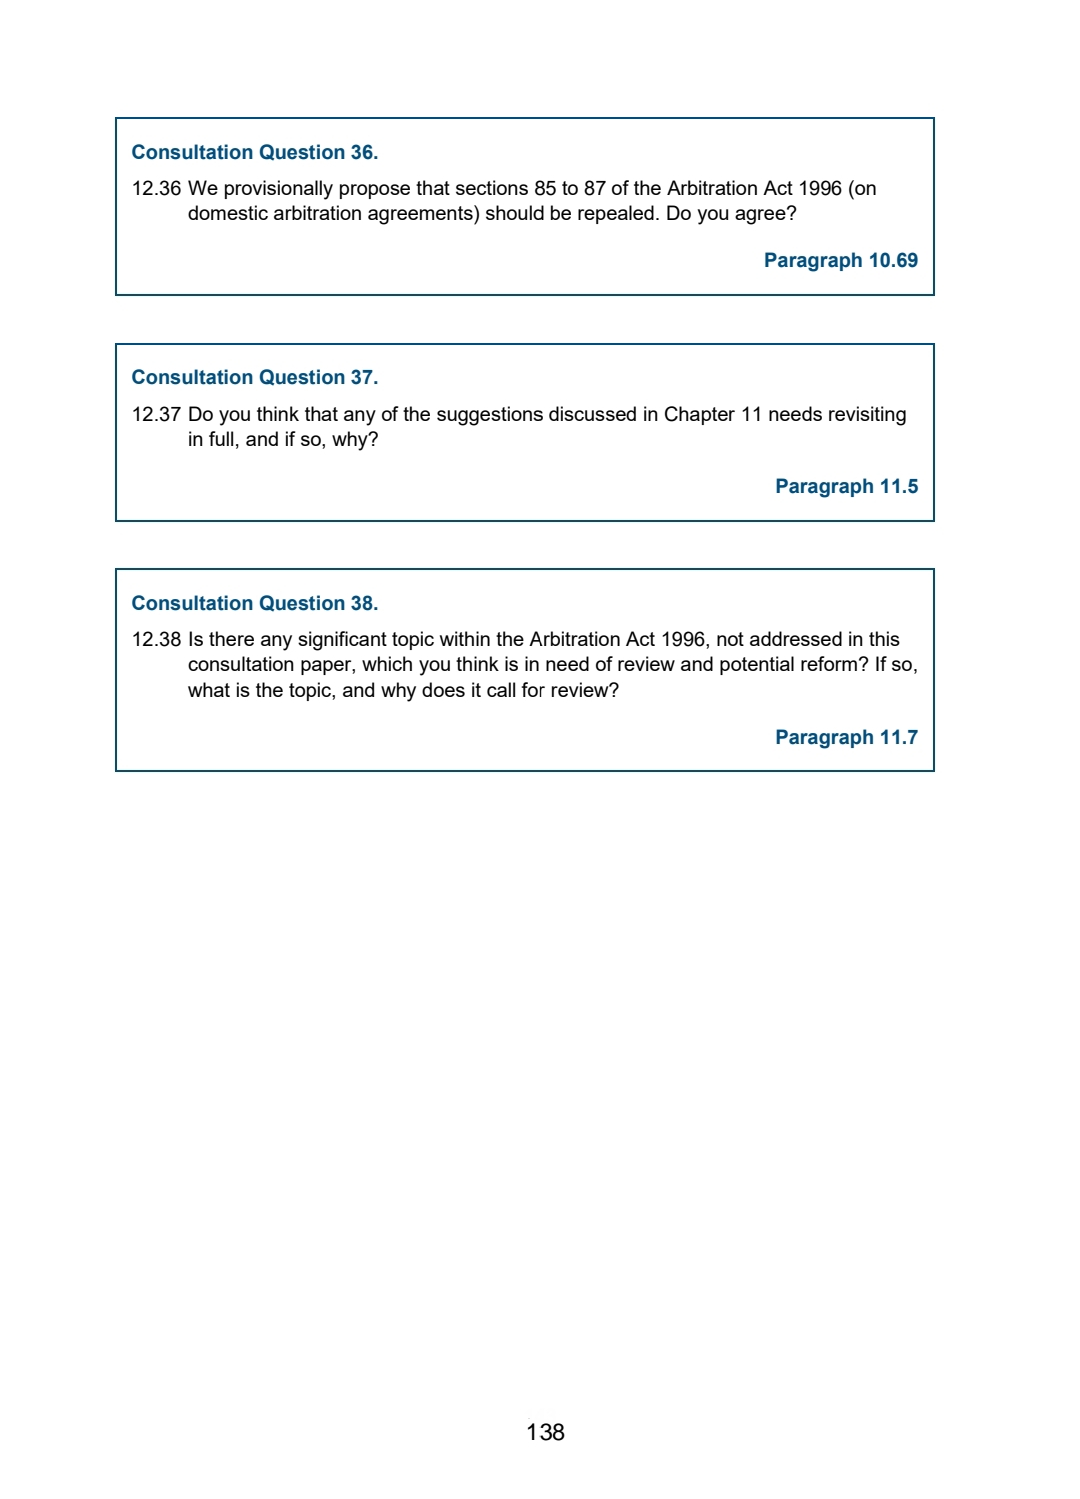 Consultation Question 36.
12.36 We provisionally propose that sections 85 to 87 of the Arbitration Act 1996 (on
domestic arbitration agreements) should be repealed. Do you agree?
Paragraph 10.69
Consultation Question 37.
12.37 Do you think that any of the suggestions discussed in Chapter 11 needs revisiting
in full, and if so, why?
Paragraph 11.5
Consultation Question 38.
12.38 Is there any significant topic within the Arbitration Act 1996, not addressed in this
consultation paper, which you think is in need of review and potential reform? If so,
what is the topic, and why does it call for review?
Paragraph 11.7
138